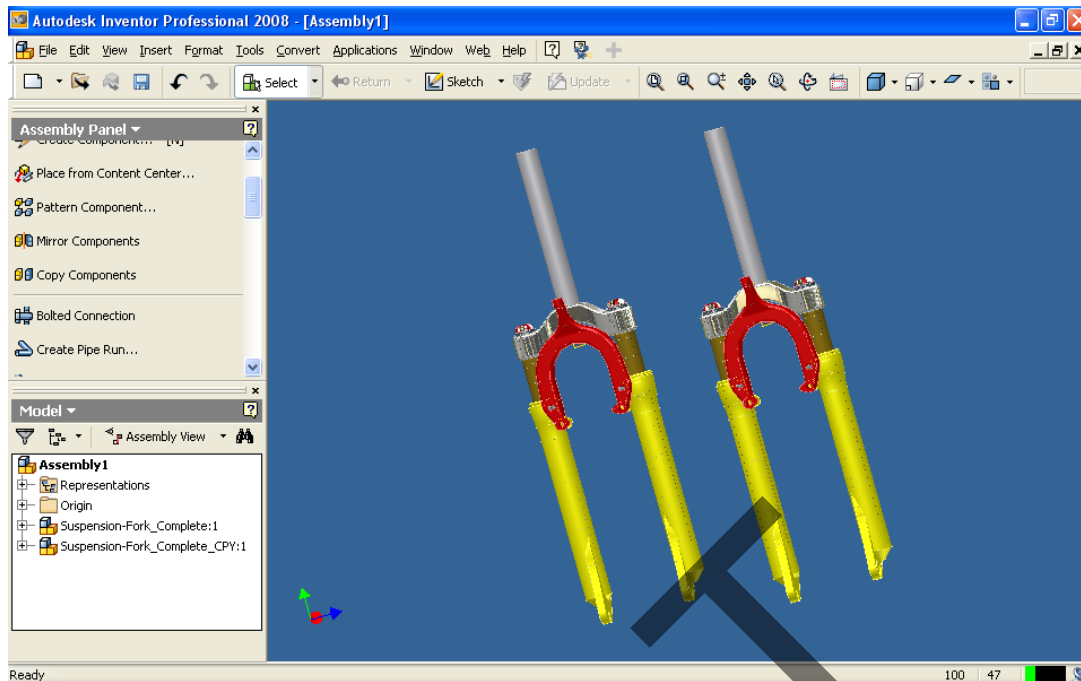 Autodesk Inventor Professional 2008 - [Assembly1]
File Edit View Insert Format Tools Convert Applications Window Web Help
Select Return Sketch Update
Assembly Panel
Create Component... [N]
Place from Content Center...
Pattern Component...
Mirror Components
Copy Components
Bolted Connection
Create Pipe Run...
Model
Assembly View
Assembly1
Representations
Origin
Suspension-Fork_Complete:1
Suspension-Fork_Complete_CPY:1
Ready 100 47